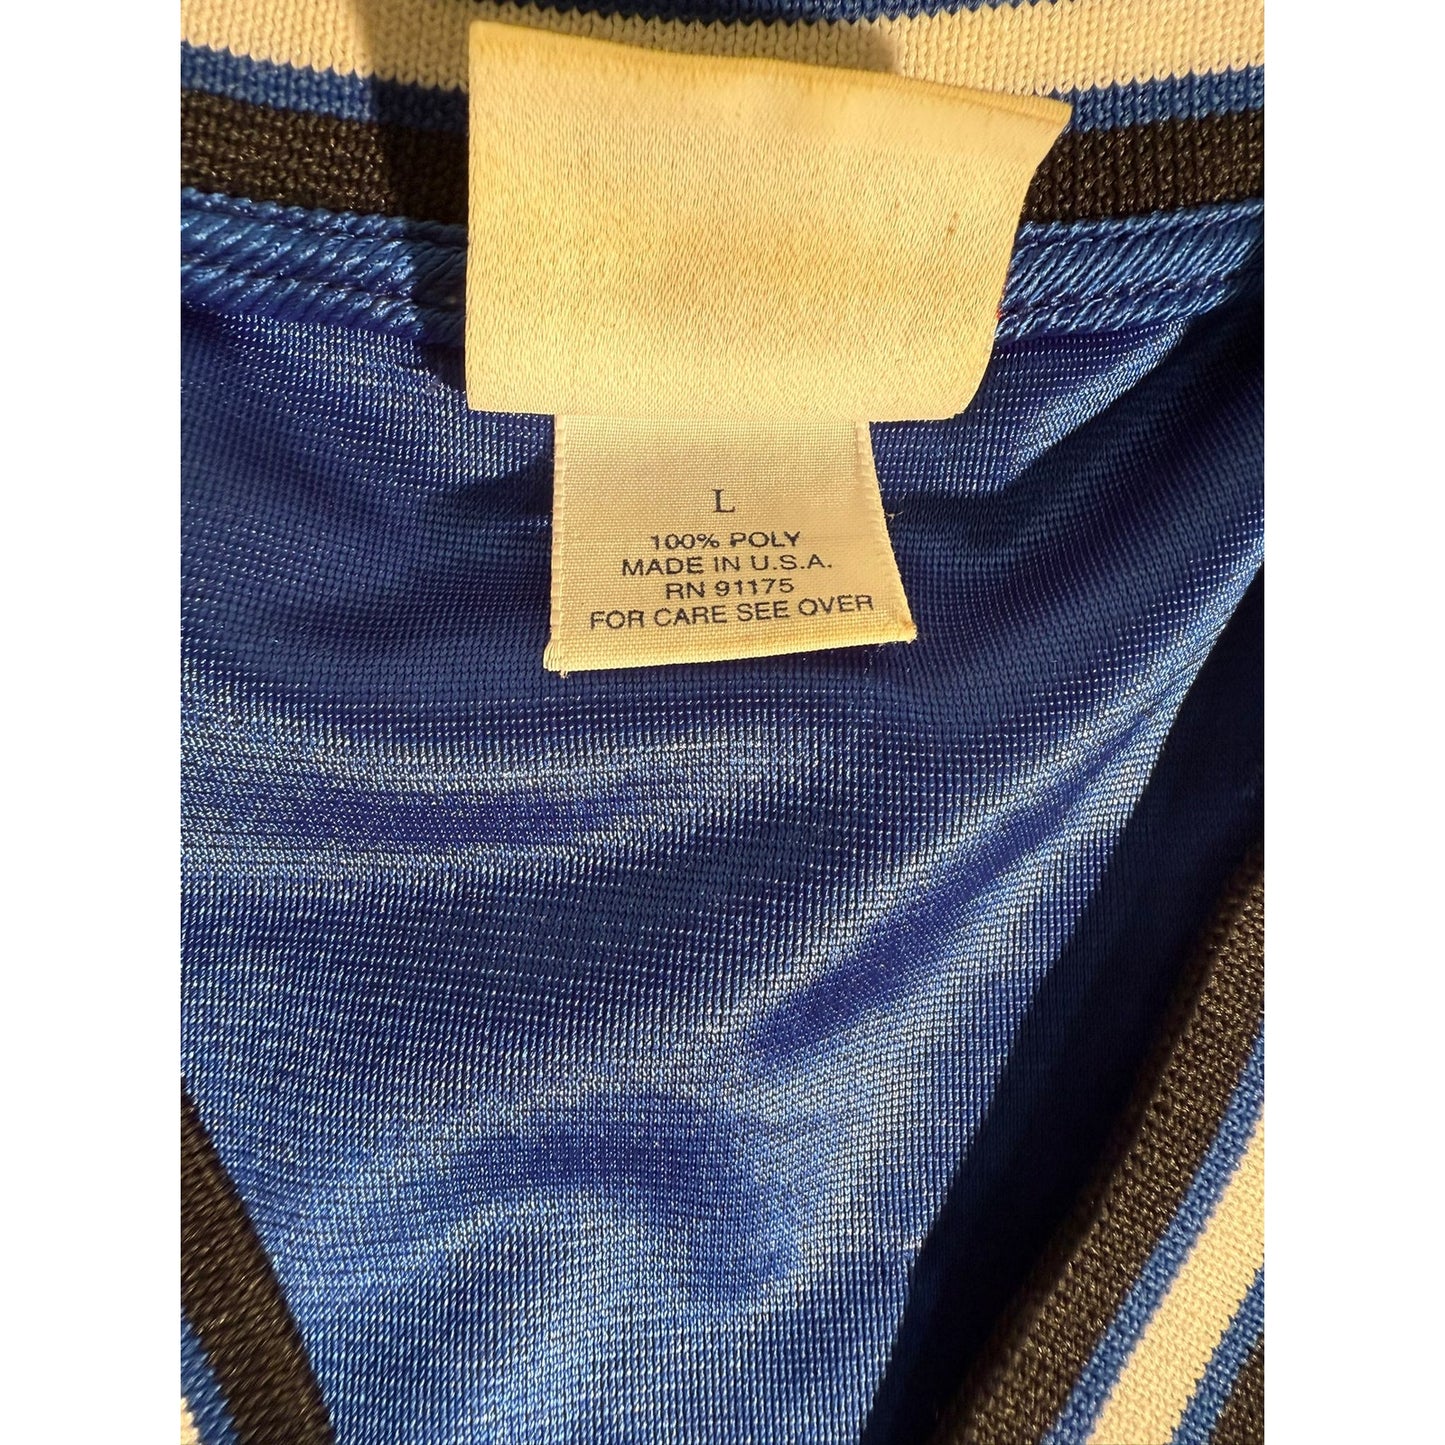 L
100% POLY
MADE IN U.S.A.
RN 91175
FOR CARE SEE OVER